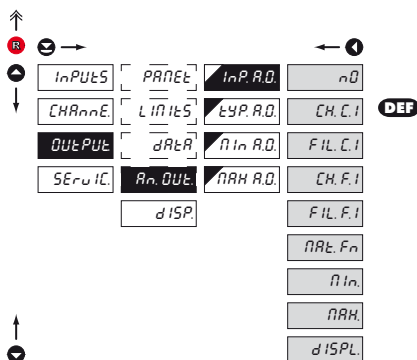 R
InPUtS PAMEt InP. A.O. nO
CHAnnE. LIMItS tYP. A.O. CH. C.1 DEF
OUtPUt dAtA MIn A.O. FIL. C.1
SErvIC. An. OUt. MAX A.O. CH. F.1
dISP. FIL. F.1
MAt. Fn
MIn.
MAX.
dISPL.